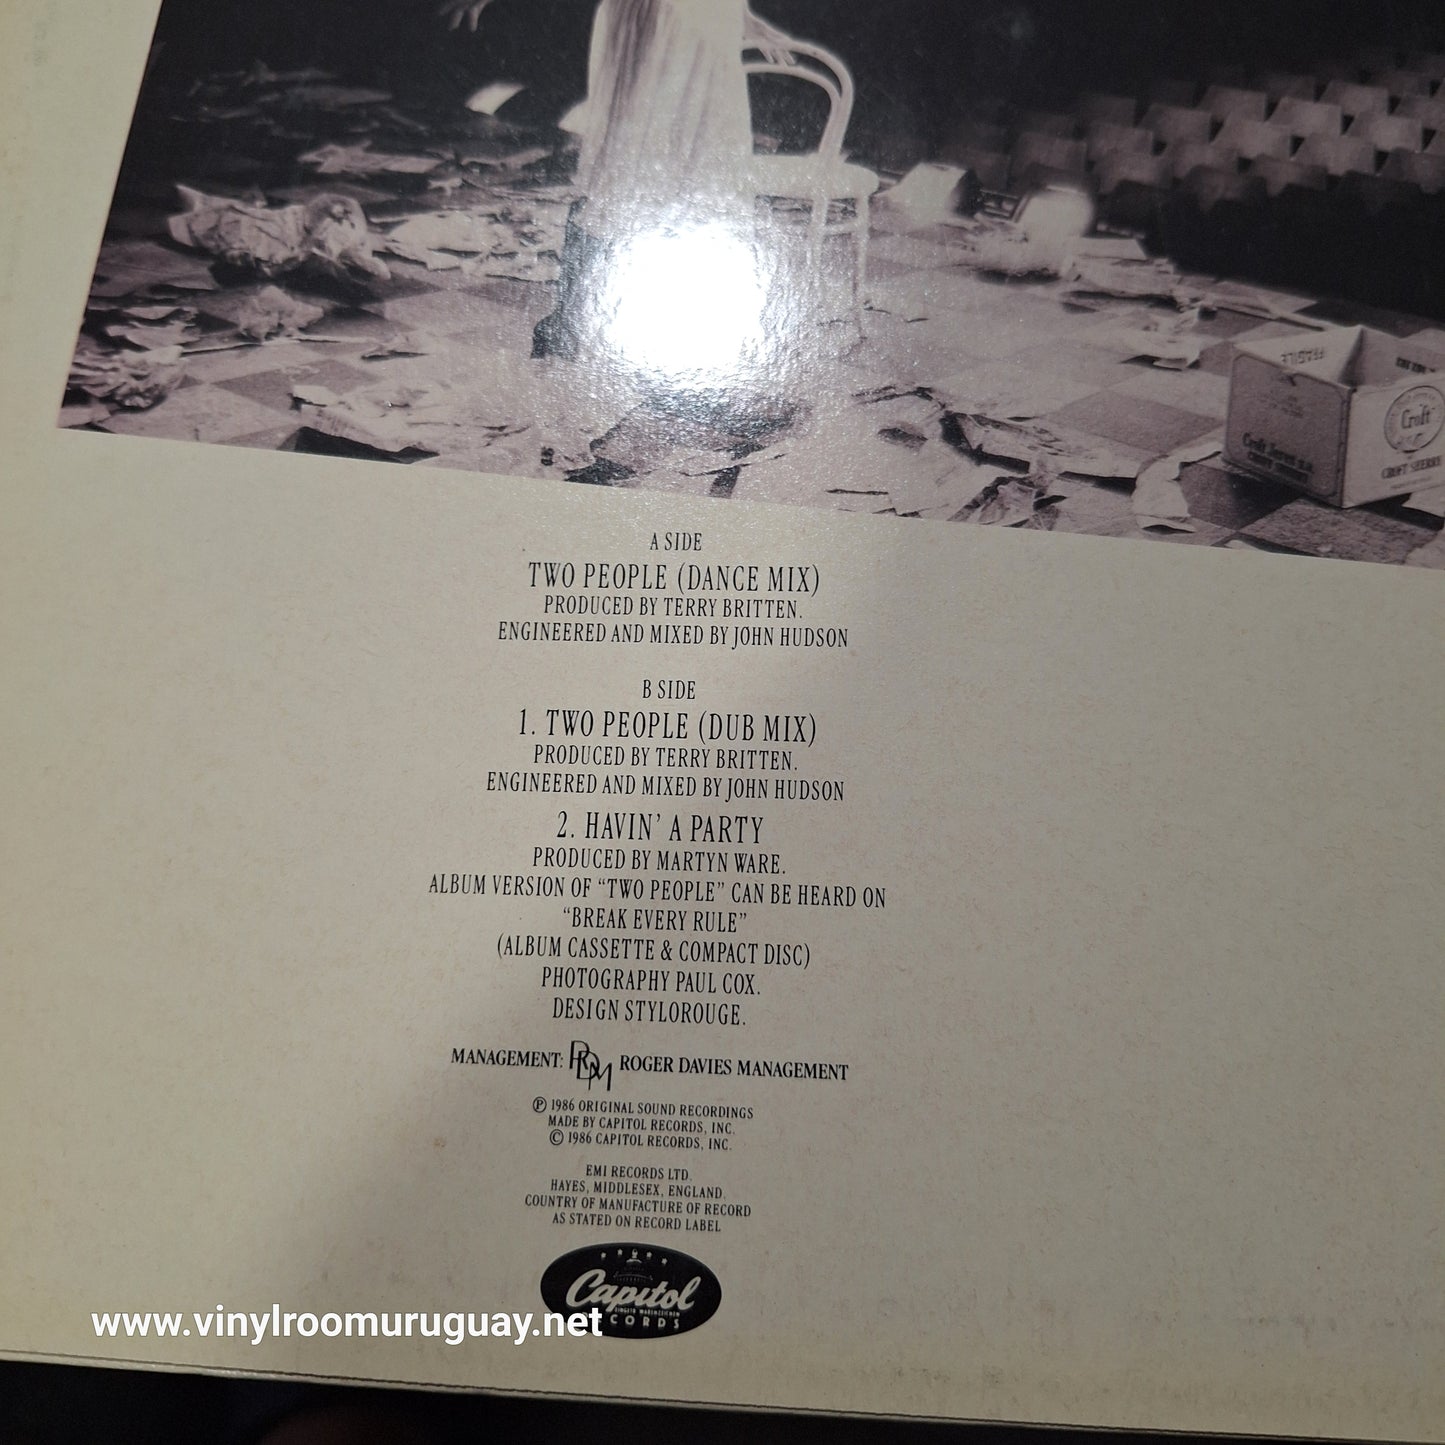 FRAGILE
Croft
Croft Jerez s.a.
CROFT SHERRY
A SIDE
TWO PEOPLE (DANCE MIX)
PRODUCED BY TERRY BRITTEN.
ENGINEERED AND MIXED BY JOHN HUDSON
B SIDE
1. TWO PEOPLE (DUB MIX)
PRODUCED BY TERRY BRITTEN.
ENGINEERED AND MIXED BY JOHN HUDSON
2. HAVIN' A PARTY
PRODUCED BY MARTYN WARE.
ALBUM VERSION OF “TWO PEOPLE” CAN BE HEARD ON
“BREAK EVERY RULE”
(ALBUM CASSETTE & COMPACT DISC)
PHOTOGRAPHY PAUL COX.
DESIGN STYLOROUGE.
MANAGEMENT: RDM ROGER DAVIES MANAGEMENT
℗ 1986 ORIGINAL SOUND RECORDINGS
MADE BY CAPITOL RECORDS, INC.
© 1986 CAPITOL RECORDS, INC.
EMI RECORDS LTD.
HAYES, MIDDLESEX, ENGLAND.
COUNTRY OF MANUFACTURE OF RECORD
AS STATED ON RECORD LABEL
Capitol
www.vinylroomuruguay.net